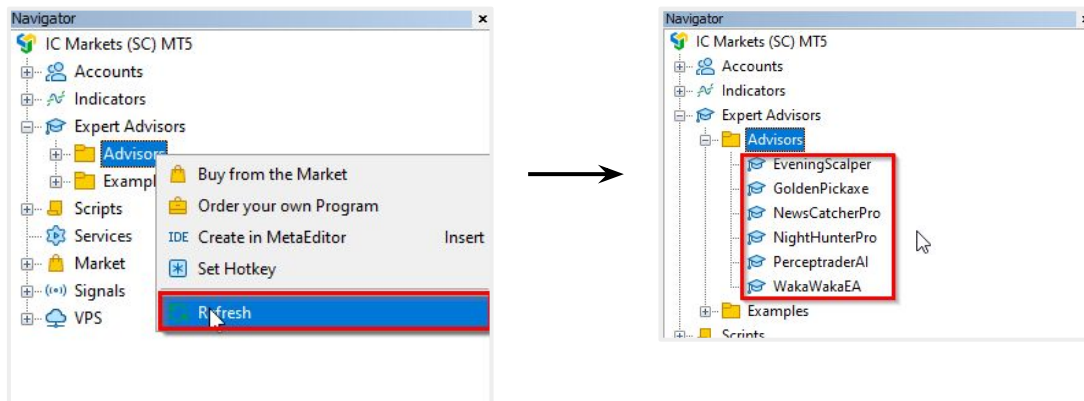 Navigator
IC Markets (SC) MT5
Accounts
Indicators
Expert Advisors
Advisors
Exampl
Scripts
Services
Market
Signals
VPS
Buy from the Market
Order your own Program
IDE Create in MetaEditor Insert
Set Hotkey
Refresh
Navigator
IC Markets (SC) MT5
Accounts
Indicators
Expert Advisors
Advisors
EveningScalper
GoldenPickaxe
NewsCatcherPro
NightHunterPro
PerceptraderAI
WakaWakaEA
Examples
Scripts